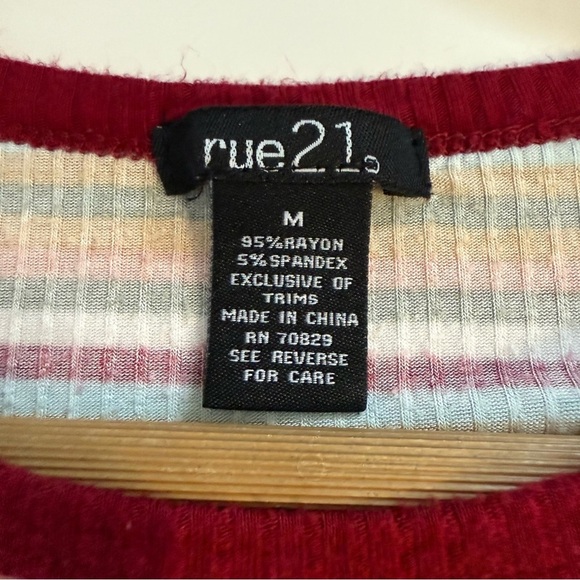 rue21.
M
95%RAYON
5%SPANDEX
EXCLUSIVE OF
TRIMS
MADE IN CHINA
RN 70829
SEE REVERSE
FOR CARE